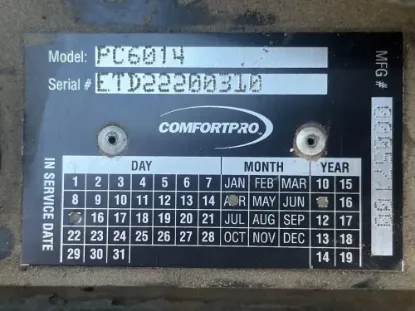 Model: PC6014
Serial # ETD22200310
MFG #
COMFORTPRO
IN SERVICE DATE
DAY MONTH YEAR
1 2 3 4 5 6 7 JAN FEB MAR 10 15
8 9 10 11 12 13 14 APR MAY JUN 16
16 17 18 19 20 21 JUL AUG SEP 12 17
22 23 24 25 26 27 28 OCT NOV DEC 13 18
29 30 31 14 19